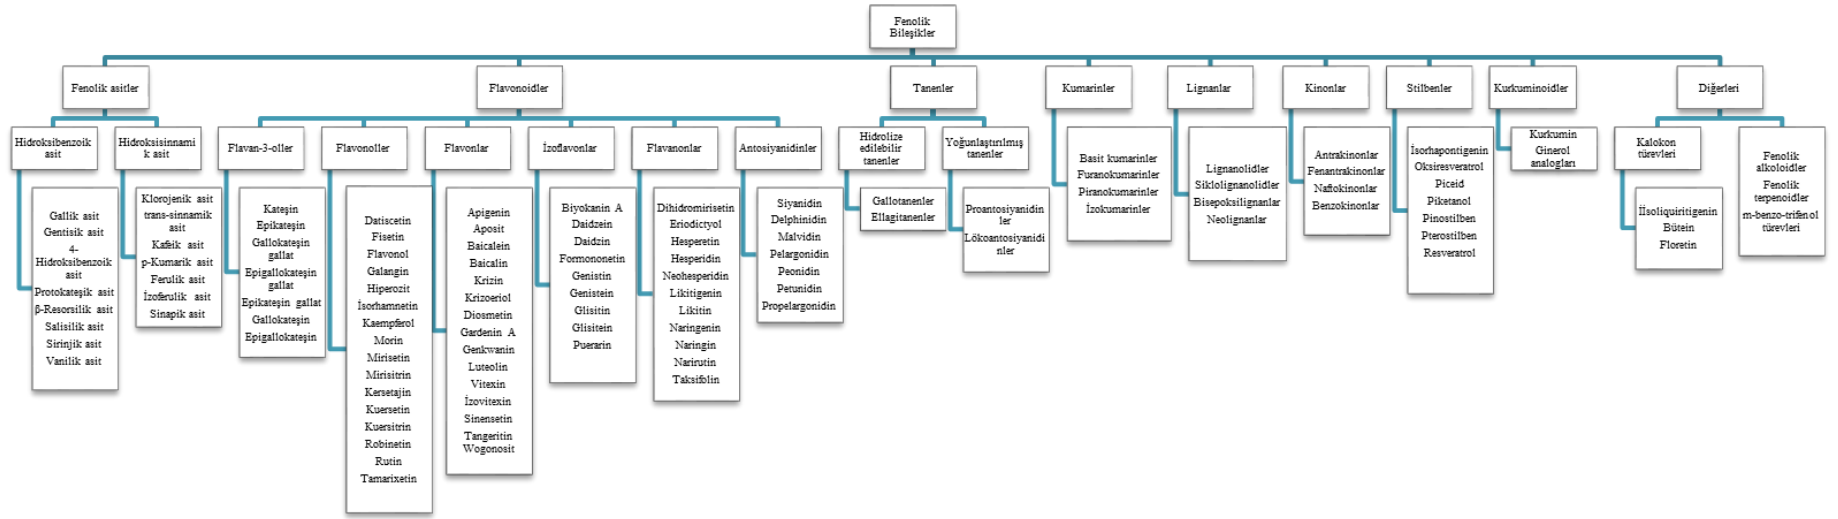 Fenolik
Bileşikler
Fenolik asitler
Flavonoidler
Tanenler
Kumarinler
Lignanlar
Kinonlar
Stilbenler
Kurkuminoidler
Diğerleri
Hidroksibenzoik
asit
Hidroksisinnami
k asit
Flavan-3-oller
Flavonoller
Flavonlar
İzoflavonlar
Flavanonlar
Antosiyanidinler
Hidrolize
edilebilir
tanenler
Yoğunlaştırılmış
tanenler
Basit kumarinler
Furanokumarinler
Piranokumarinler
İzokumarinler
Lignanolidler
Siklolignanolidler
Bisepoksilignanlar
Neolignanlar
Antrakinonlar
Fenantrakinonlar
Naftokinonlar
Benzokinonlar
İsorhapontigenin
Oksiresveratrol
Piceid
Piketanol
Pinostilben
Pterostilben
Resveratrol
Kurkumin
Ginerol
analogları
Kalokon
türevleri
Fenolik
alkoloidler
Fenolik
terpenoidler
m-benzo-trifenol
türevleri
Gallik asit
Gentisik asit
4-
Hidroksibenzoik
asit
Protokateşik asit
β-Resorsilik asit
Salisilik asit
Sirinjik asit
Vanilik asit
Klorojenik asit
trans-sinnamik
asit
Kafeik asit
p-Kumarik asit
Ferulik asit
İzoferulik asit
Sinapik asit
Kateşin
Epikateşin
Gallokateşin
gallat
Epigallokateşin
gallat
Epikateşin gallat
Gallokateşin
Epigallokateşin
Datiscetin
Fisetin
Flavonol
Galangin
Hiperozit
İsorhamnetin
Kaempferol
Morin
Mirisetin
Mirisitrin
Kersetajin
Kuersetin
Kuersitrin
Robinetin
Rutin
Tamarixetin
Apigenin
Aposit
Baicalein
Baicalin
Krizin
Krizoeriol
Diosmetin
Gardenin A
Genkwanin
Luteolin
Vitexin
İzovitexin
Sinensetin
Tangeritin
Wogonosit
Biyokanin A
Daidzein
Daidzin
Formononetin
Genistin
Genistein
Glisitin
Glisitein
Puerarin
Dihidromirisetin
Eriodictyol
Hesperetin
Hesperidin
Neohesperidin
Likitigenin
Likitin
Naringenin
Naringin
Narirutin
Taksifolin
Siyanidin
Delphinidin
Malvidin
Pelargonidin
Peonidin
Petunidin
Propelargonidin
Gallotanenler
Ellagitanenler
Proantosiyanidin
ler
Lökoantosiyanidi
nler
İİsoliquiritigenin
Bütein
Floretin